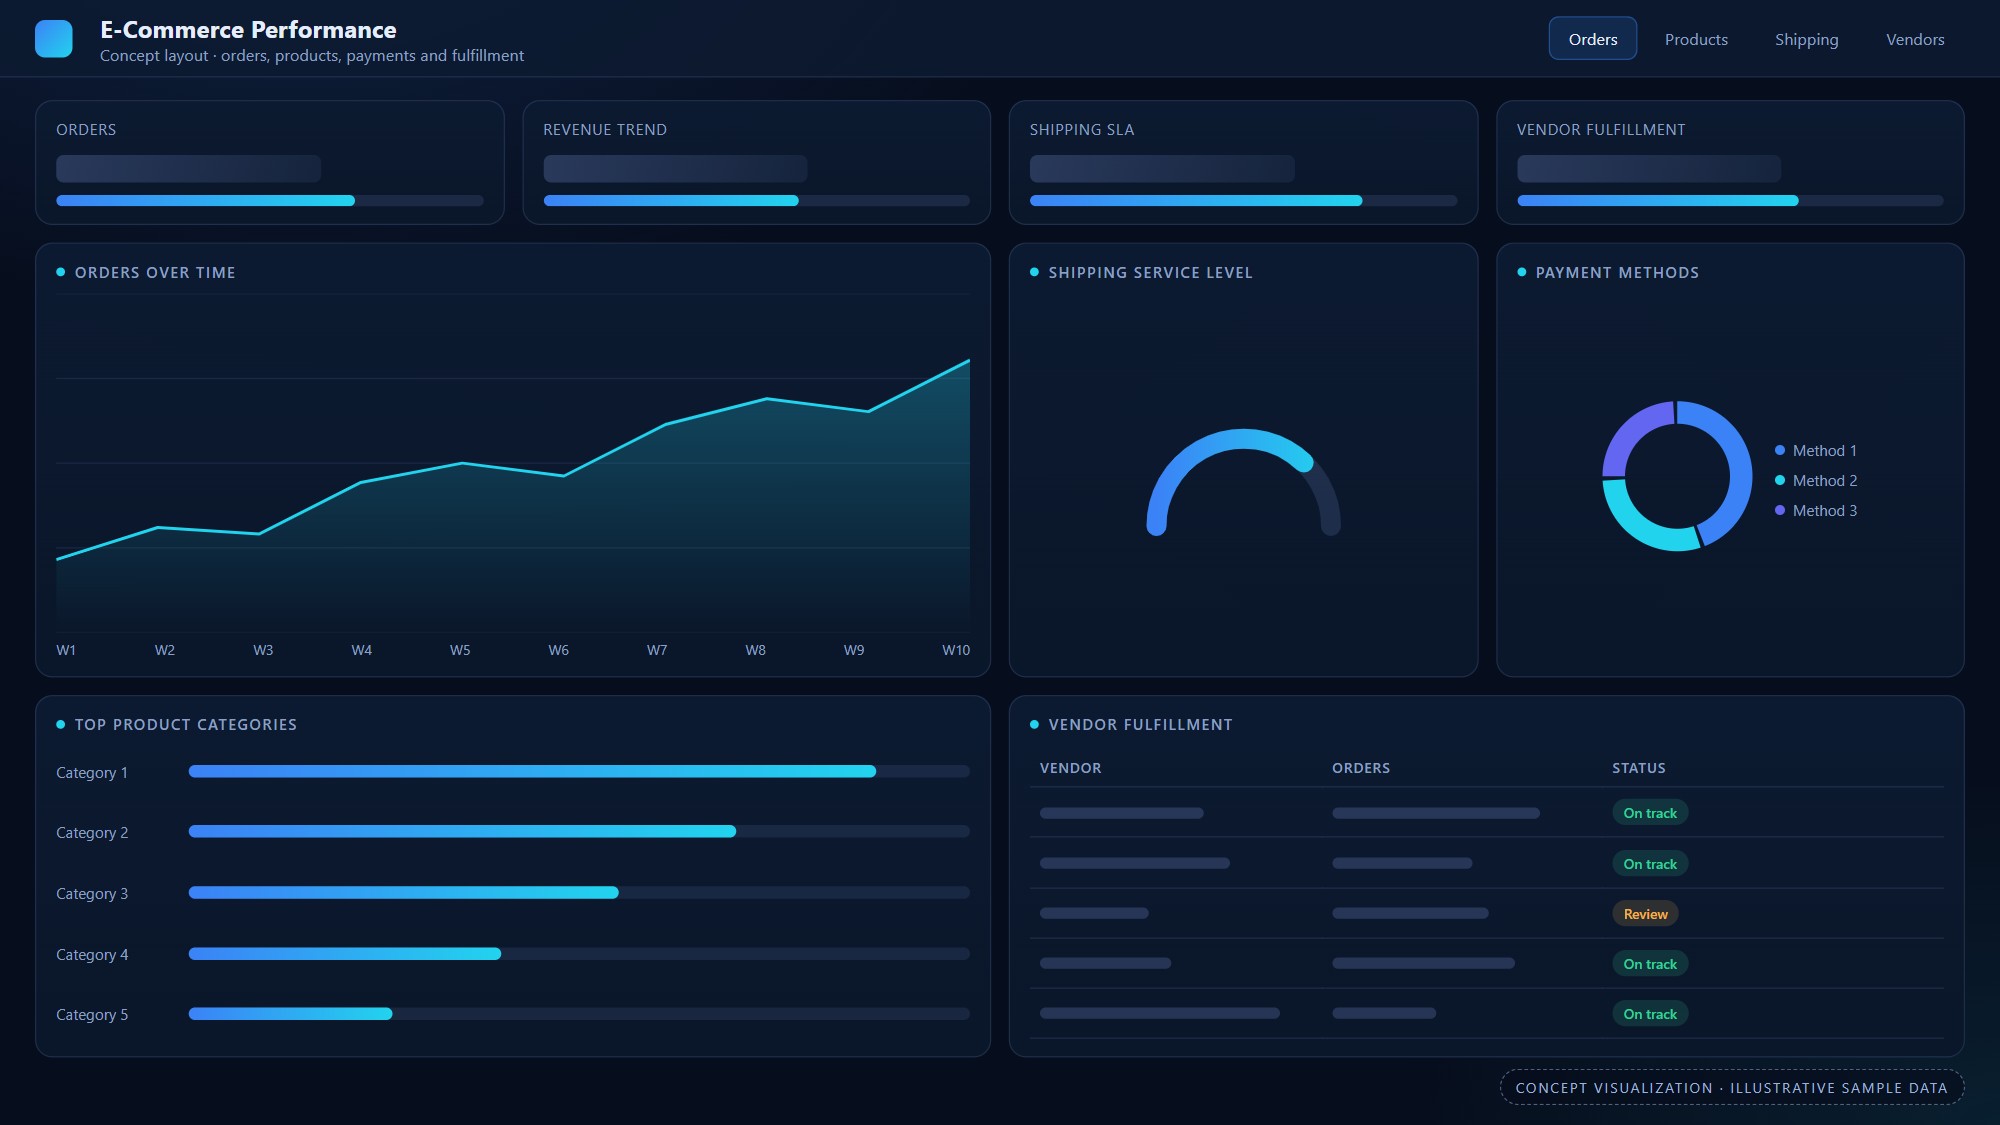 E-Commerce Performance
Concept layout · orders, products, payments and fulfillment
Orders
Products
Shipping
Vendors
ORDERS
REVENUE TREND
SHIPPING SLA
VENDOR FULFILLMENT
ORDERS OVER TIME
W1 W2 W3 W4 W5 W6 W7 W8 W9 W10
SHIPPING SERVICE LEVEL
PAYMENT METHODS
Method 1
Method 2
Method 3
TOP PRODUCT CATEGORIES
Category 1
Category 2
Category 3
Category 4
Category 5
VENDOR FULFILLMENT
VENDOR ORDERS STATUS
On track
On track
Review
On track
On track
CONCEPT VISUALIZATION · ILLUSTRATIVE SAMPLE DATA